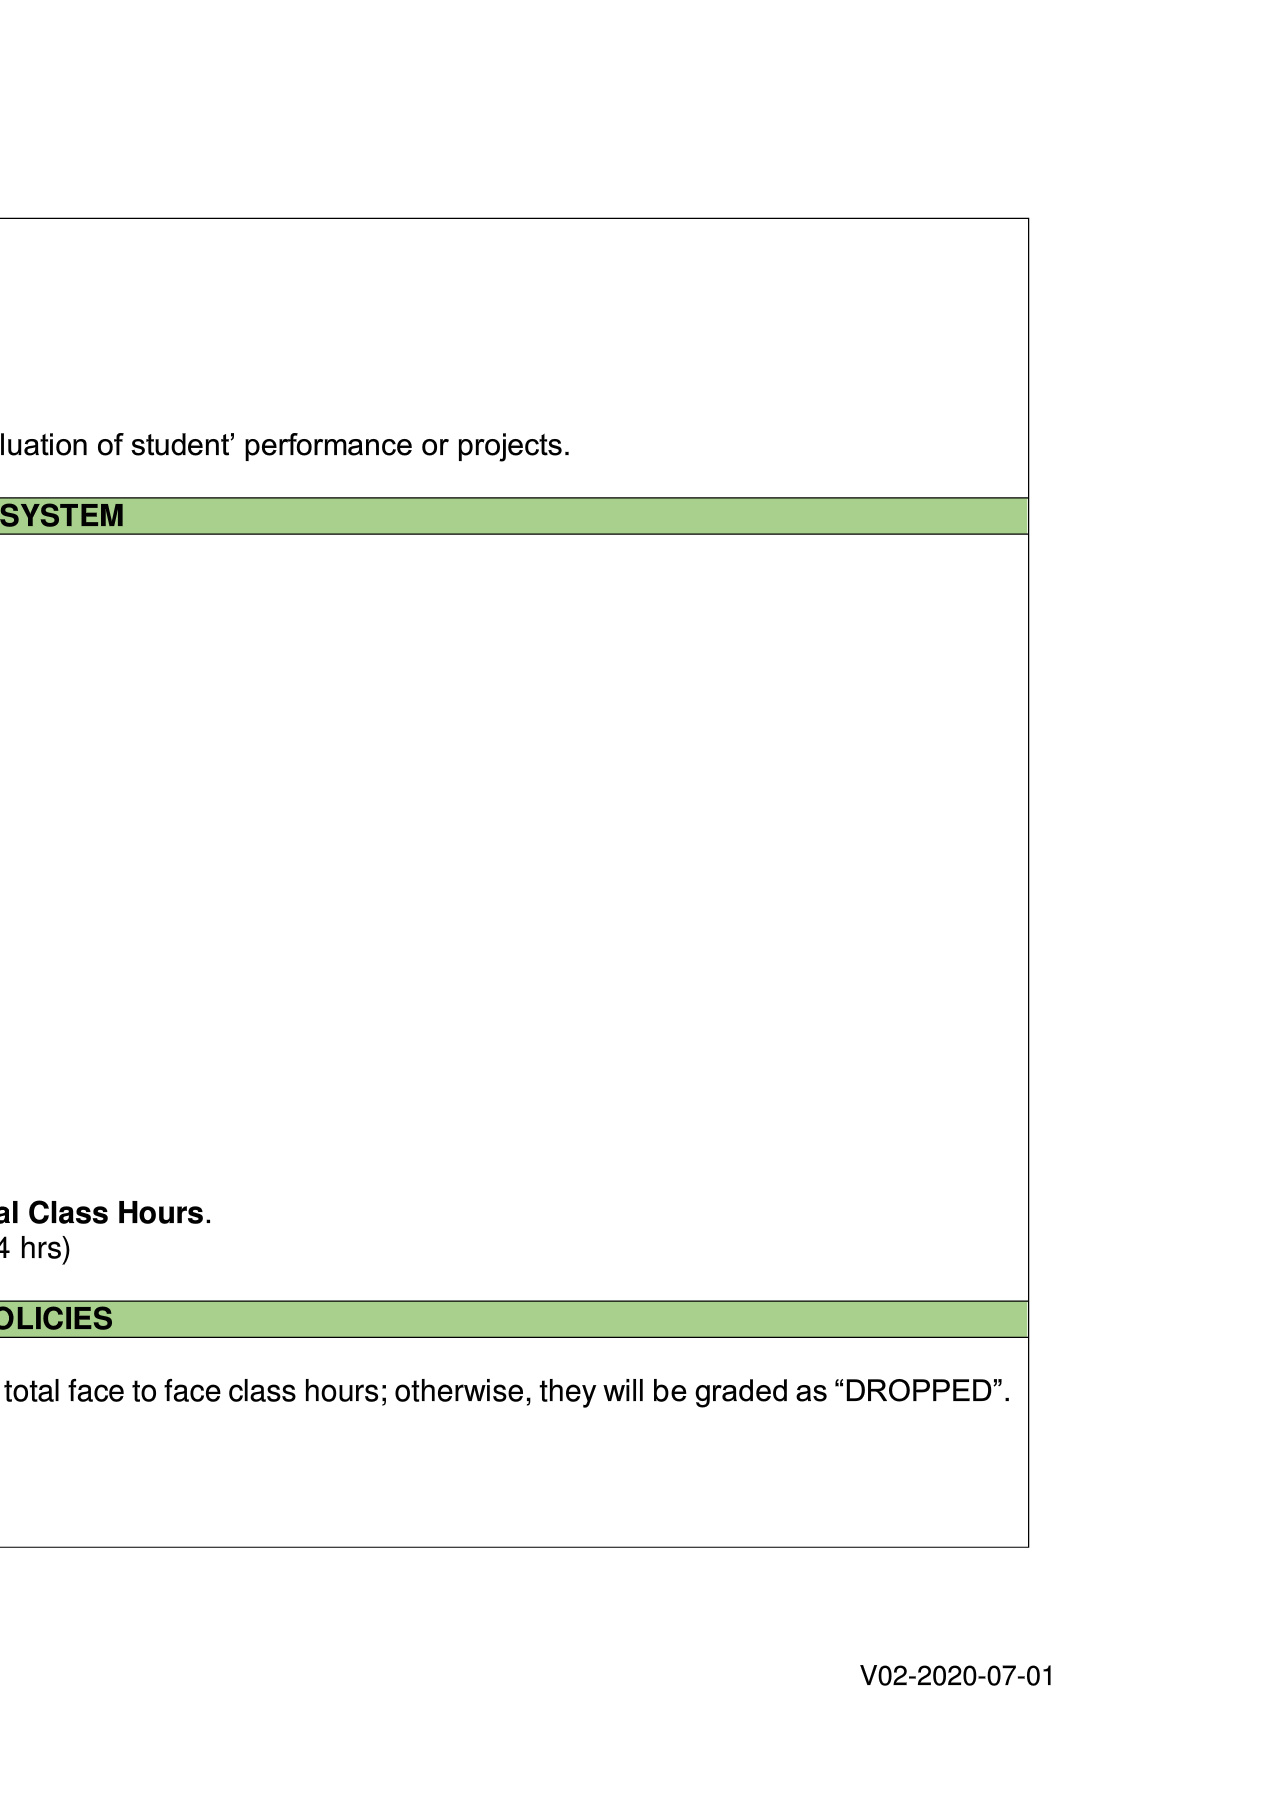 luation of student’ performance or projects.
SYSTEM
al Class Hours.
4 hrs)
OLICIES
total face to face class hours; otherwise, they will be graded as “DROPPED”.
V02-2020-07-01